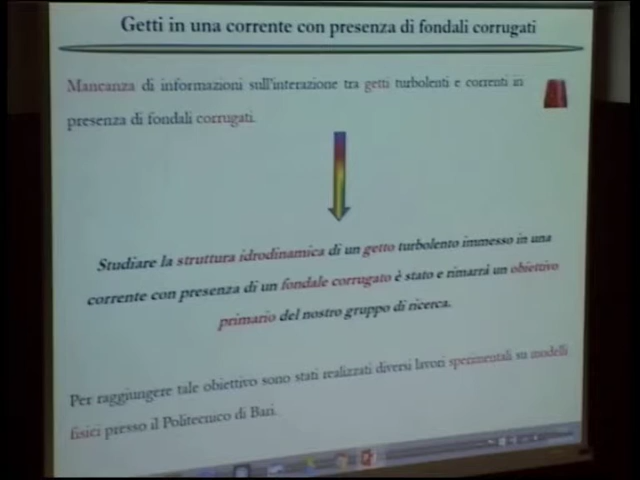 Getti in una corrente con presenza di fondali corrugati
Mancanza di informazioni sull'interazione tra getti turbolenti e correnti in
presenza di fondali corrugati.
Studiare la struttura idrodinamica di un getto turbolento immesso in una
corrente con presenza di un fondale corrugato è stato e rimarrà un obiettivo
primario del nostro gruppo di ricerca.
Per raggiungere tale obiettivo sono stati realizzati diversi lavori sperimentali su modelli
fisici presso il Politecnico di Bari.